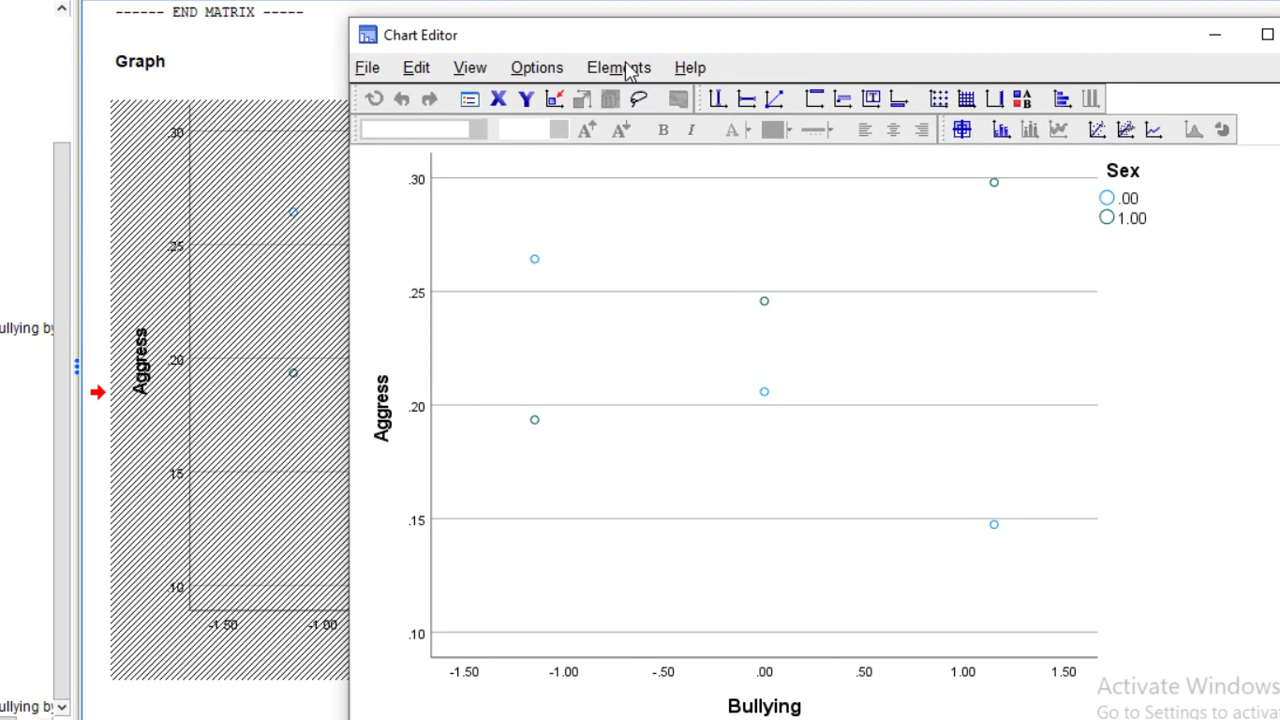 ------ END MATRIX -----
Graph
.30
.25
.20
.15
.10
Aggress
-1.50
-1.00
ullying by
ullying by
Chart Editor
File Edit View Options Elements Help
B I A
.30
.25
.20
.15
.10
Aggress
-1.50 -1.00 -.50 .00 .50 1.00 1.50
Bullying
Sex
.00
1.00
Activate Windows
Go to Settings to activa